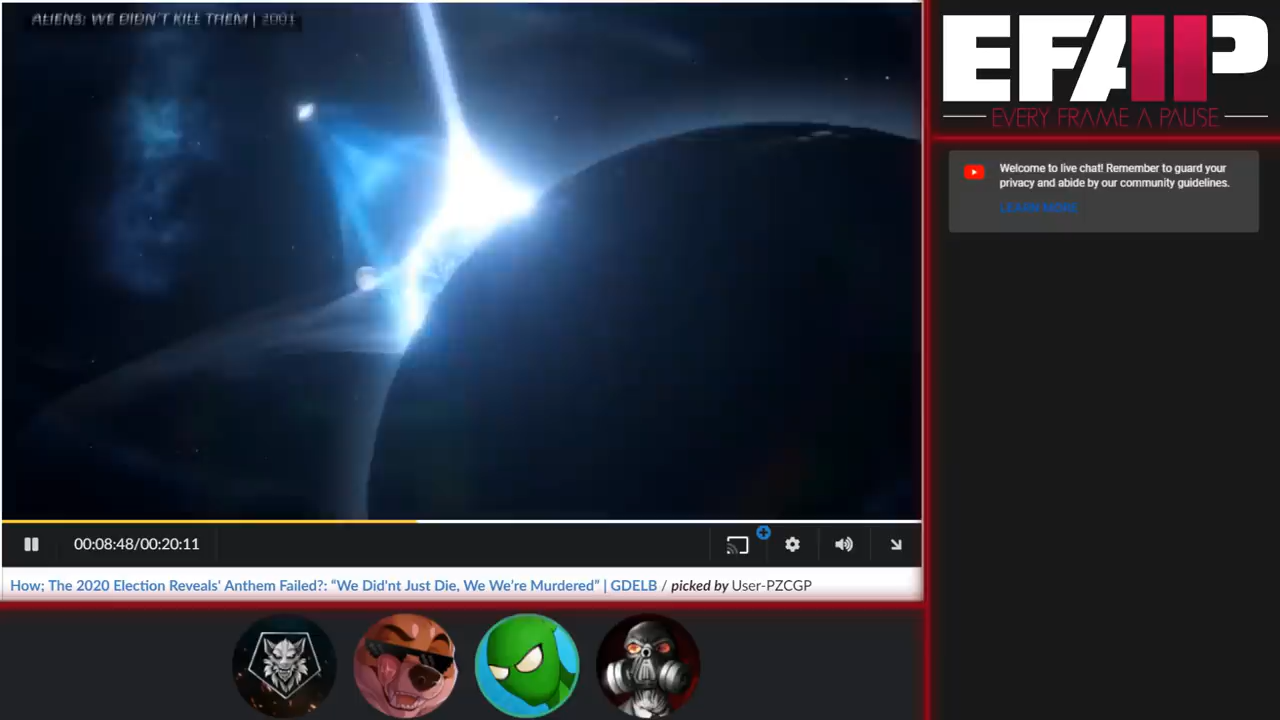 ALIENS: WE DIDN'T KILL THEM | 2001
EFAP
EVERY FRAME A PAUSE
Welcome to live chat! Remember to guard your
privacy and abide by our community guidelines.
LEARN MORE
00:08:48/00:20:11
How; The 2020 Election Reveals' Anthem Failed?: “We Did'nt Just Die, We We're Murdered” | GDELB / picked by User-PZCGP